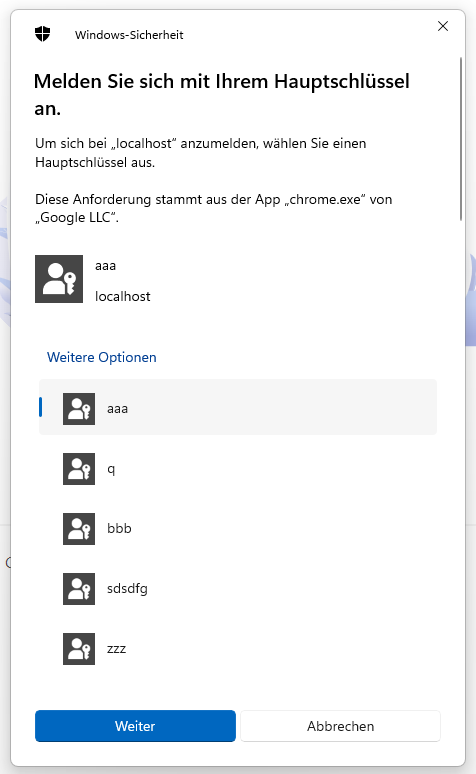 Windows-Sicherheit
Melden Sie sich mit Ihrem Hauptschlüssel
an.
Um sich bei „localhost“ anzumelden, wählen Sie einen
Hauptschlüssel aus.
Diese Anforderung stammt aus der App „chrome.exe“ von
„Google LLC“.
aaa
localhost
Weitere Optionen
aaa
q
bbb
sdsdfg
zzz
Weiter
Abbrechen